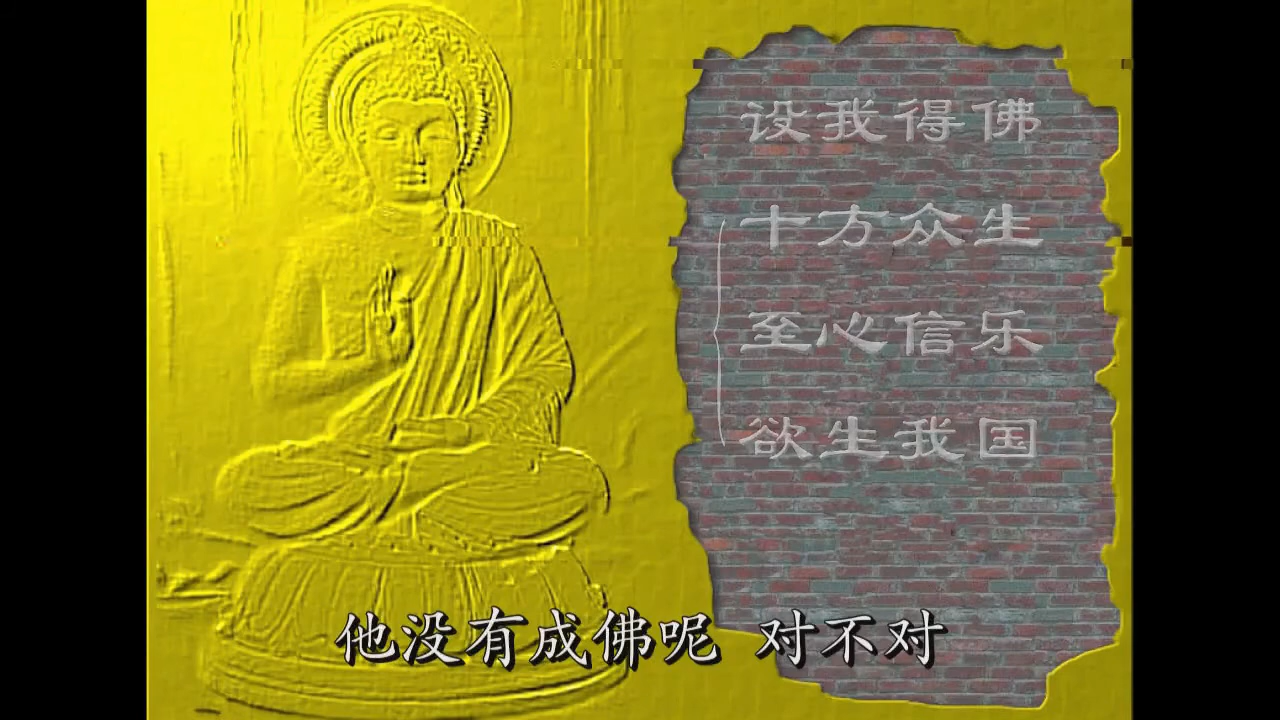 设我得佛
十方众生
至心信乐
欲生我国
他没有成佛呢 对不对